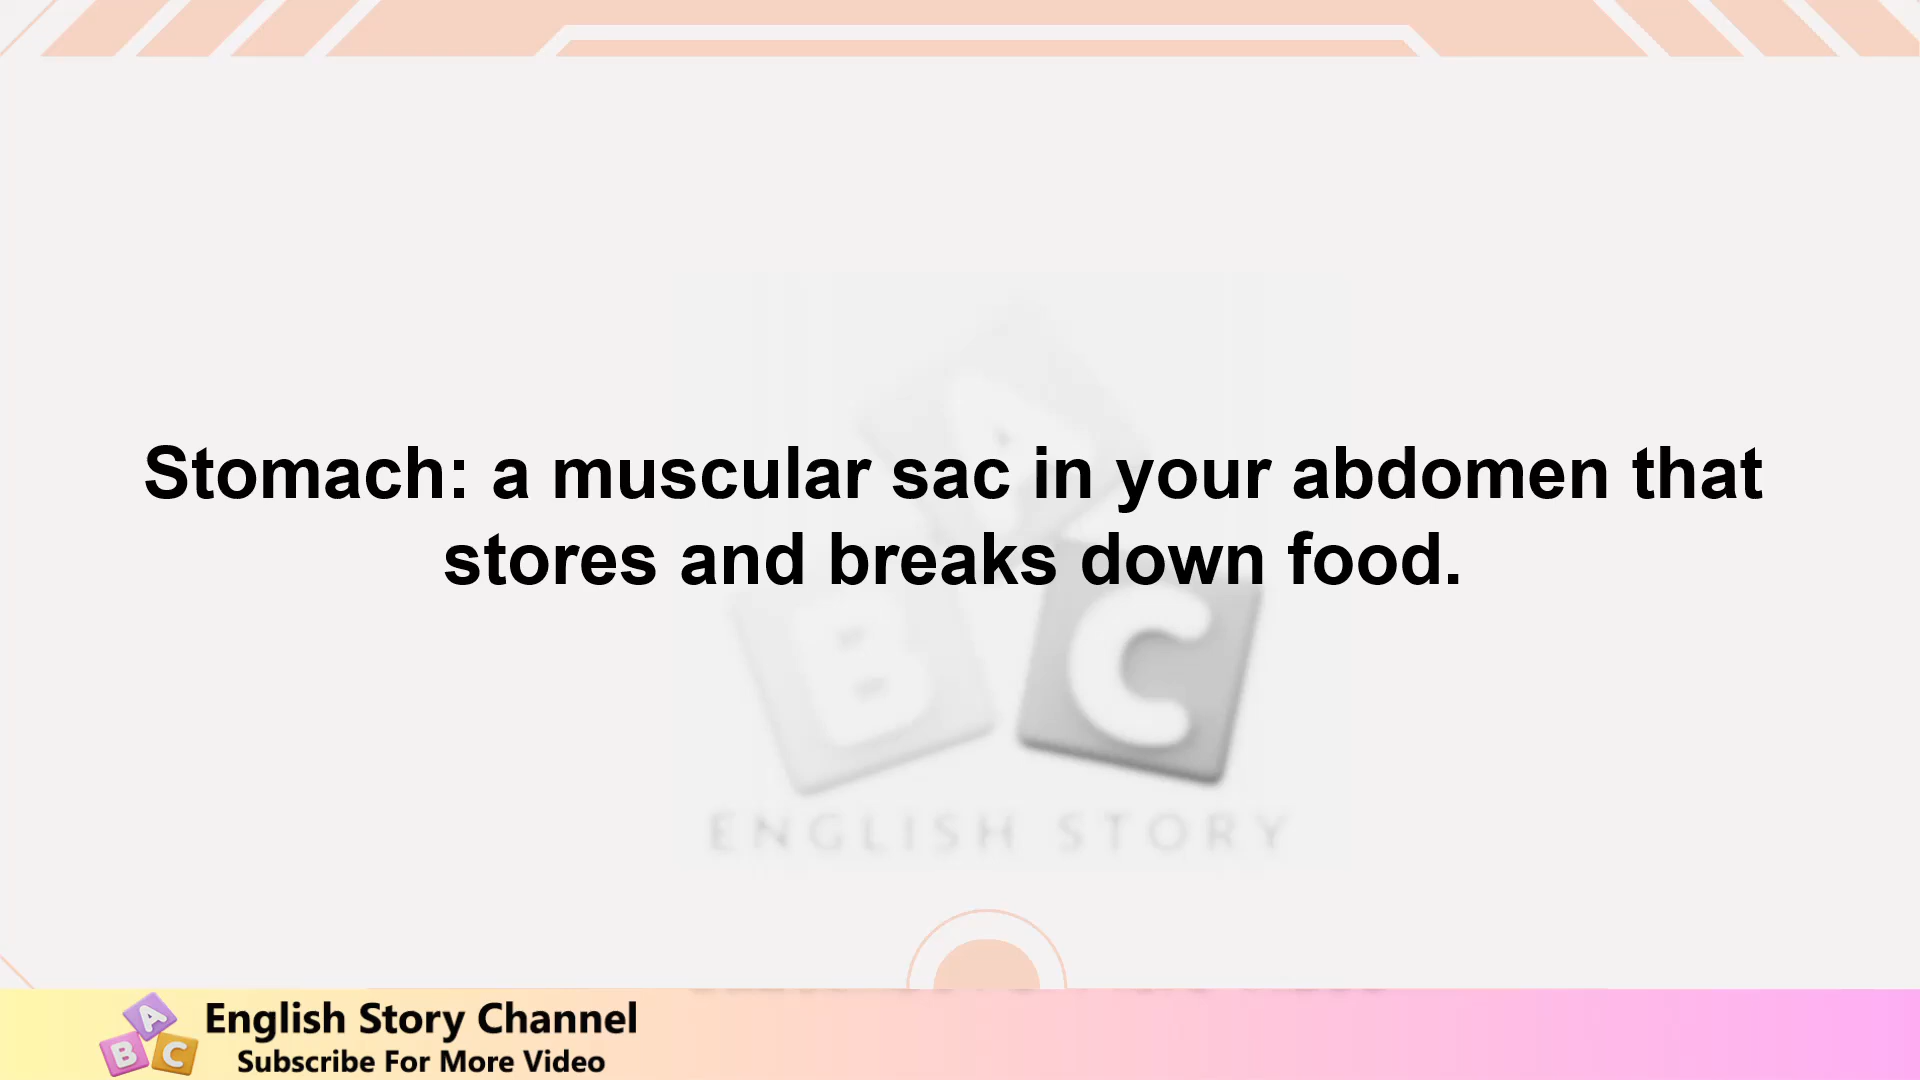 Stomach: a muscular sac in your abdomen that
stores and breaks down food.
A
B
C
ENGLISH STORY
A
B
C
English Story Channel
Subscribe For More Video